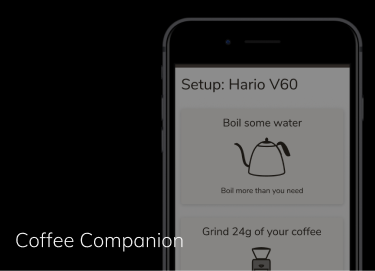 Setup: Hario V60
Boil some water
Boil more than you need
Grind 24g of your coffee
Coffee Companion